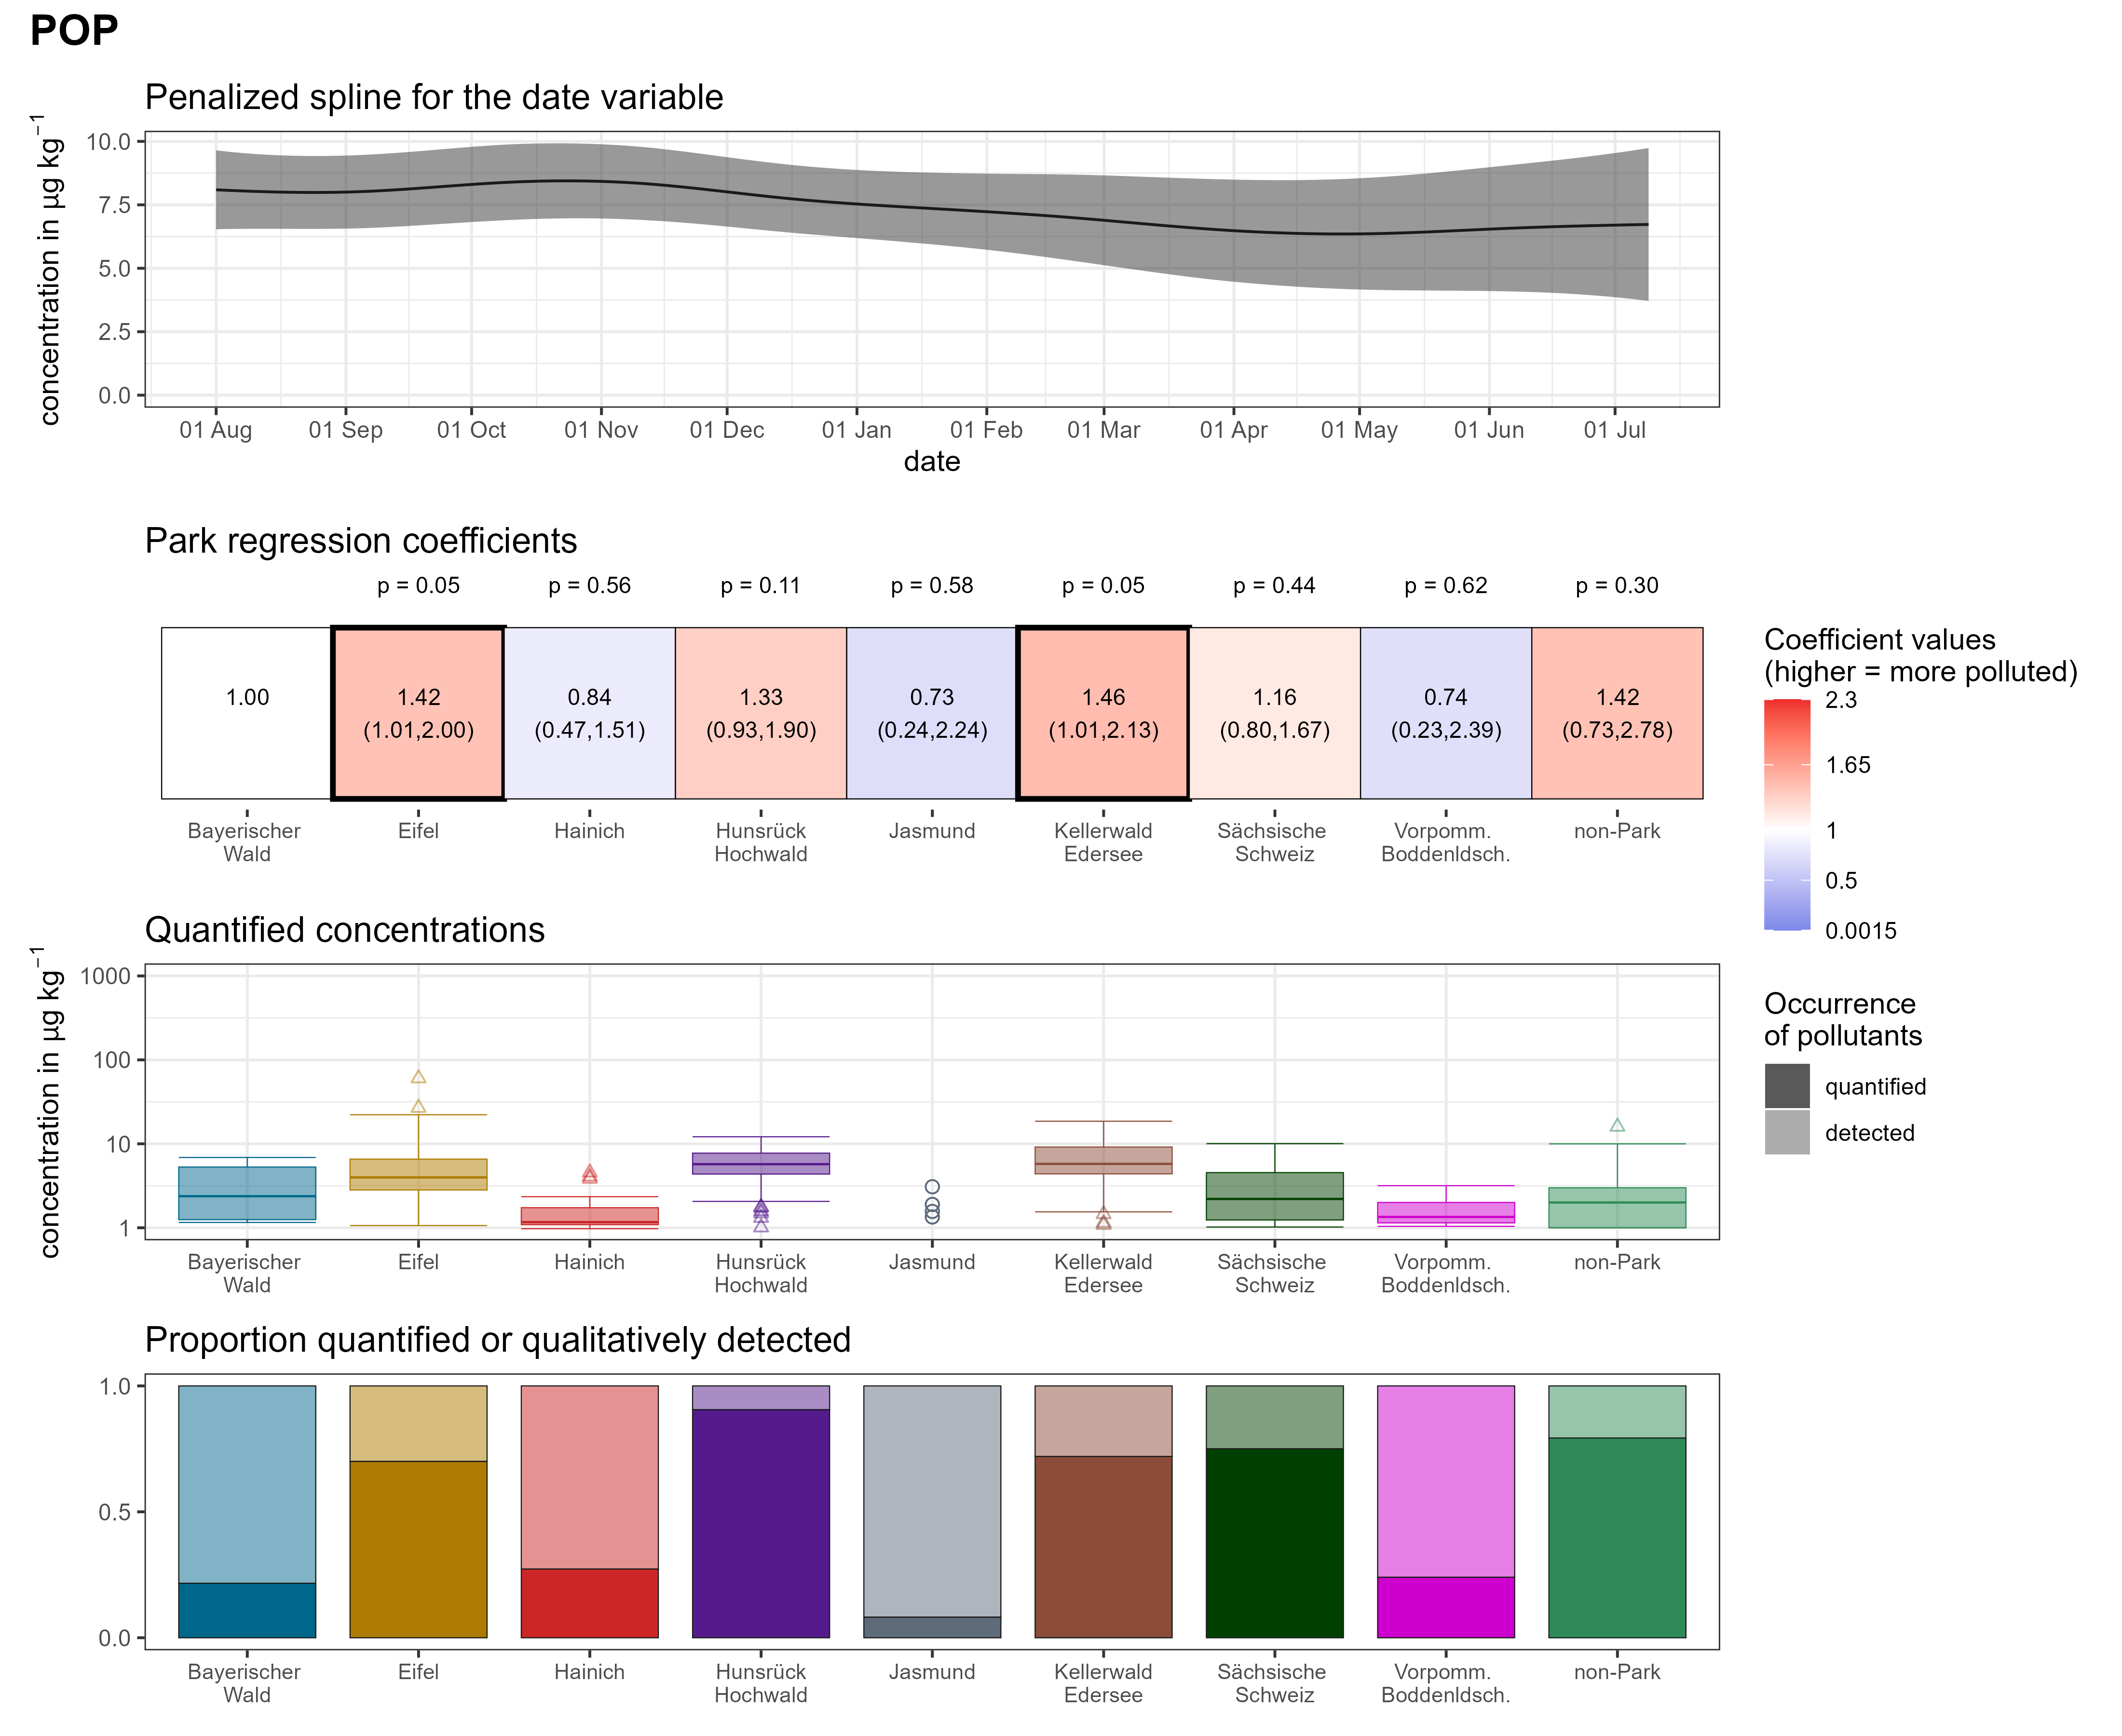 POP
Penalized spline for the date variable
concentration in µg kg⁻¹
10.0
7.5
5.0
2.5
0.0
01 Aug 01 Sep 01 Oct 01 Nov 01 Dec 01 Jan 01 Feb 01 Mar 01 Apr 01 May 01 Jun 01 Jul
date
Park regression coefficients
p = 0.05 p = 0.56 p = 0.11 p = 0.58 p = 0.05 p = 0.44 p = 0.62 p = 0.30
1.00 1.42 0.84 1.33 0.73 1.46 1.16 0.74 1.42
(1.01,2.00) (0.47,1.51) (0.93,1.90) (0.24,2.24) (1.01,2.13) (0.80,1.67) (0.23,2.39) (0.73,2.78)
Bayerischer Eifel Hainich Hunsrück Jasmund Kellerwald Sächsische Vorpomm. non-Park
Wald Hochwald Edersee Schweiz Boddenldsch.
Coefficient values
(higher = more polluted)
2.3
1.65
1
0.5
0.0015
Quantified concentrations
concentration in µg kg⁻¹
1000
100
10
1
Bayerischer Eifel Hainich Hunsrück Jasmund Kellerwald Sächsische Vorpomm. non-Park
Wald Hochwald Edersee Schweiz Boddenldsch.
Occurrence
of pollutants
quantified
detected
Proportion quantified or qualitatively detected
1.0
0.5
0.0
Bayerischer Eifel Hainich Hunsrück Jasmund Kellerwald Sächsische Vorpomm. non-Park
Wald Hochwald Edersee Schweiz Boddenldsch.